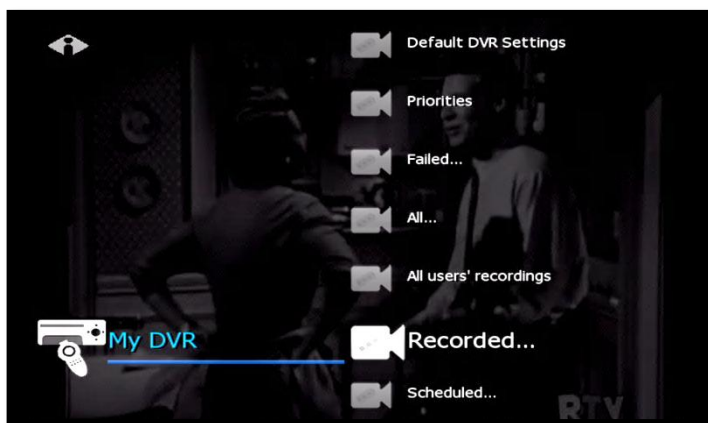 Default DVR Settings
Priorities
Failed...
All...
All users' recordings
My DVR
Recorded...
Scheduled...
RTV